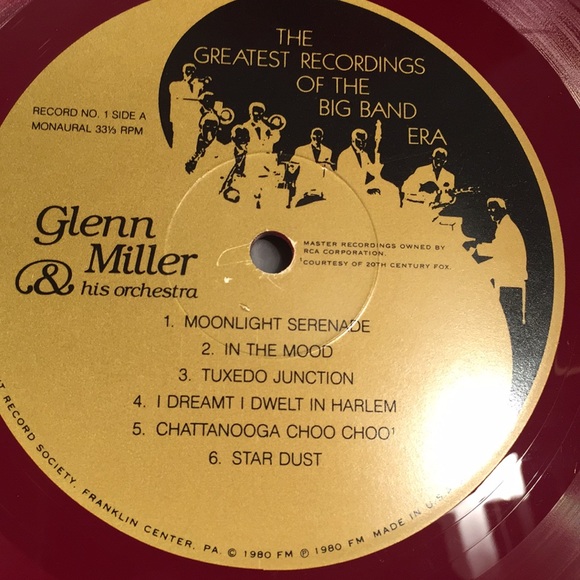 THE
GREATEST RECORDINGS
OF THE
BIG BAND
ERA
RECORD NO. 1 SIDE A
MONAURAL 33⅓ RPM
Glenn
Miller
& his orchestra
MASTER RECORDINGS OWNED BY
RCA CORPORATION.
¹COURTESY OF 20TH CENTURY FOX.
1. MOONLIGHT SERENADE
2. IN THE MOOD
3. TUXEDO JUNCTION
4. I DREAMT I DWELT IN HARLEM
5. CHATTANOOGA CHOO CHOO¹
6. STAR DUST
RECORD SOCIETY, FRANKLIN CENTER, PA. © 1980 FM ℗ 1980 FM MADE IN U.S.